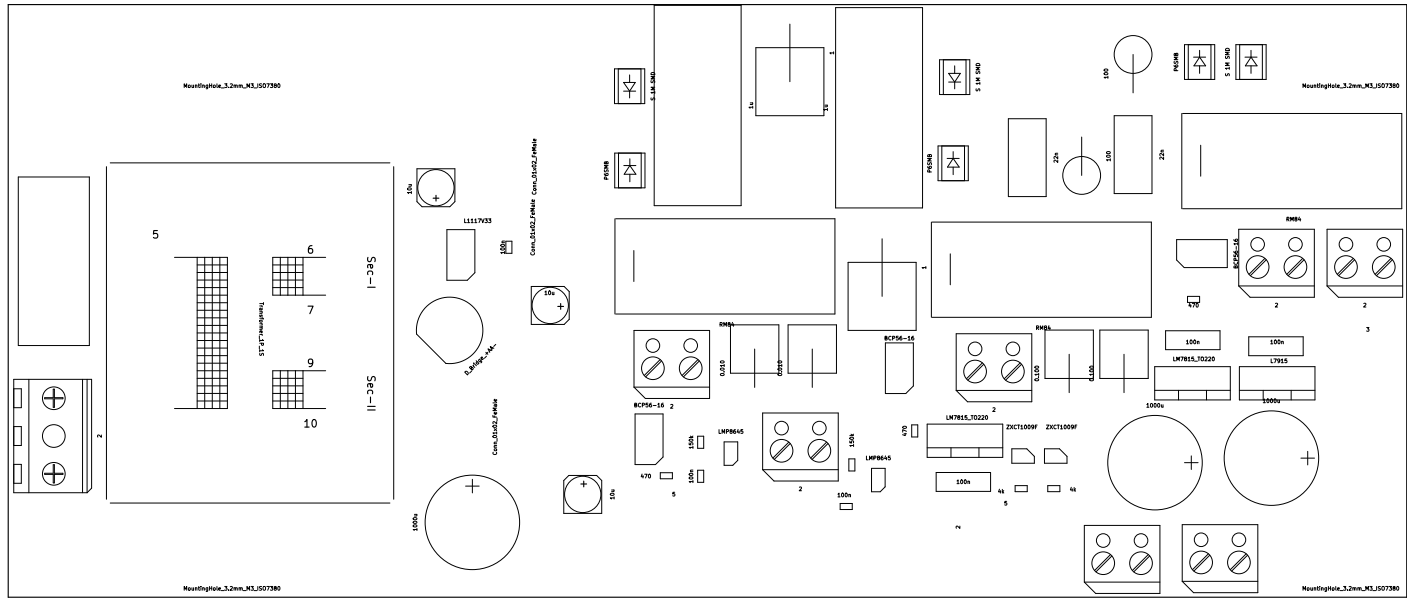 MountingHole_3.2mm_M3_ISO7380
S 1M SMD
1u
1u
1
S 1M SMD
100
P6SMB
S 1M SMD
MountingHole_3.2mm_M3_ISO7380
P6SMB
P6SMB
22n
100
22n
10u
Conn_01x02_FeMale
Conn_01x02_FeMale
L1117V33
100n
RM84
5
6
Sec-I
7
Transformer_1P_1S
9
Sec-II
10
10u
D_Bridge_+AA-
1
BCP56-16
470
2
2
3
RM84
0.010
0.010
BCP56-16
RM84
0.100
0.100
100n
100n
LM7815_TO220
L7915
2
Conn_01x02_FeMale
BCP56-16
2
LMP8645
150k
150k
LMP8645
470
LM7815_TO220
2
ZXCT1009F
ZXCT1009F
1000u
1000u
470
100n
5
2
100n
100n
4k
4k
5
1000u
10u
2
MountingHole_3.2mm_M3_ISO7380
MountingHole_3.2mm_M3_ISO7380